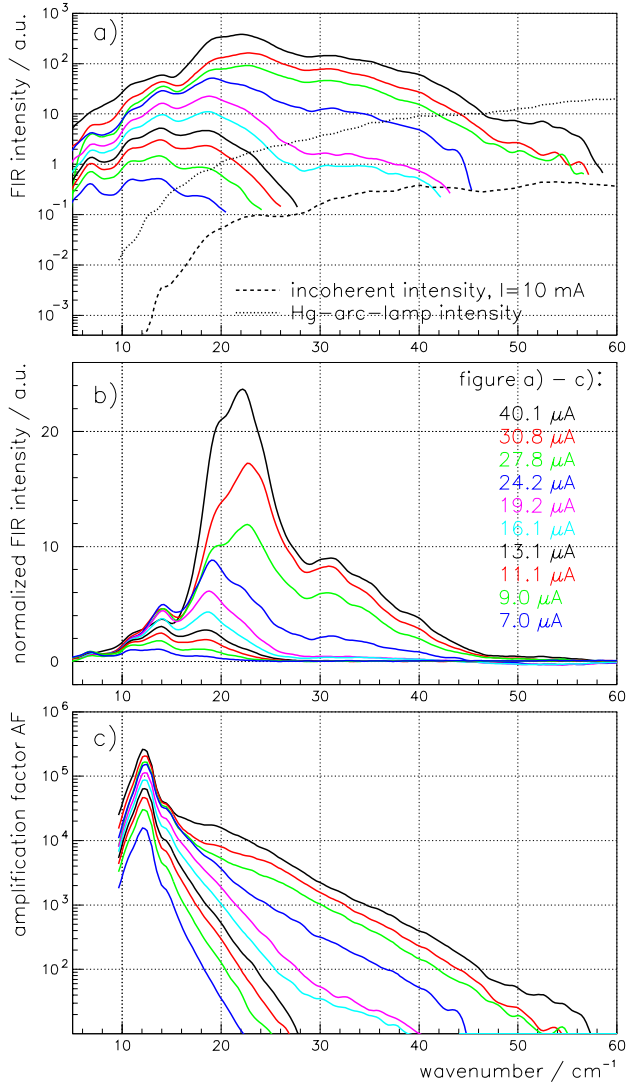 FIR intensity / a.u.
10³
10²
10
1
10⁻¹
10⁻²
10⁻³
a)
incoherent intensity, I=10 mA
Hg-arc-lamp intensity
10 20 30 40 50 60
normalized FIR intensity / a.u.
20
10
0
b)
figure a) - c):
40.1 μA
30.8 μA
27.8 μA
24.2 μA
19.2 μA
16.1 μA
13.1 μA
11.1 μA
9.0 μA
7.0 μA
10 20 30 40 50 60
amplification factor AF
10⁶
10⁵
10⁴
10³
10²
c)
10 20 30 40 50 60
wavenumber / cm⁻¹